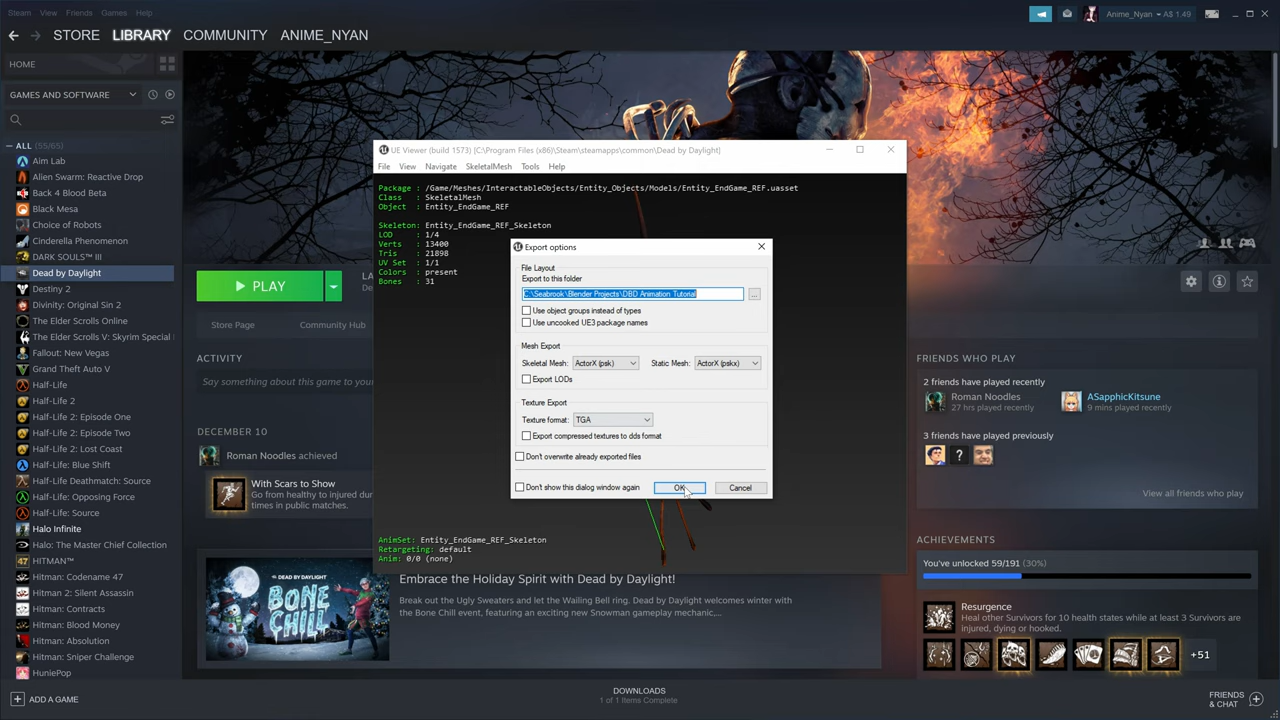 Steam View Friends Games Help
Anime_Nyan A$ 1.49
STORE LIBRARY COMMUNITY ANIME_NYAN
HOME
GAMES AND SOFTWARE
ALL (55/65)
Aim Lab
Alien Swarm: Reactive Drop
Back 4 Blood Beta
Black Mesa
Choice of Robots
Cinderella Phenomenon
DARK SOULS™ III
Dead by Daylight
Destiny 2
Divinity: Original Sin 2
The Elder Scrolls Online
The Elder Scrolls V: Skyrim Special
Fallout: New Vegas
Grand Theft Auto V
Half-Life
Half-Life 2
Half-Life 2: Episode One
Half-Life 2: Episode Two
Half-Life 2: Lost Coast
Half-Life: Blue Shift
Half-Life Deathmatch: Source
Half-Life: Opposing Force
Half-Life: Source
Halo Infinite
Halo: The Master Chief Collection
HITMAN™
Hitman: Codename 47
Hitman 2: Silent Assassin
Hitman: Contracts
Hitman: Blood Money
Hitman: Absolution
Hitman: Sniper Challenge
HuniePop
ADD A GAME
PLAY
LA
De
Store Page
Community Hub
ACTIVITY
Say something about this game to your
DECEMBER 10
Roman Noodles achieved
With Scars to Show
Go from healthy to injured
times in public matches.
DEAD BY DAYLIGHT
BONE CHILL
Embrace the Holiday Spirit with Dead by Daylight!
Break out the Ugly Sweaters and let the Wailing Bell ring. Dead by Daylight welcomes winter with
the Bone Chill event, featuring an exciting new Snowman gameplay mechanic,...
UE Viewer (build 1573) [C:\Program Files (x86)\Steam\steamapps\common\Dead by Daylight]
File View Navigate SkeletalMesh Tools Help
Package : /Game/Meshes/InteractableObjects/Entity_Objects/Models/Entity_EndGame_REF.uasset
Class : SkeletalMesh
Object : Entity_EndGame_REF
Skeleton: Entity_EndGame_REF_Skeleton
LOD : 1/4
Verts : 13400
Tris : 21898
UV Set : 1/1
Colors : present
Bones : 31
AnimSet: Entity_EndGame_REF_Skeleton
Retargeting: default
Anim: 0/0 (none)
Export options
File Layout
Export to this folder
C:\Seabrook\Blender Projects\DBD Animation Tutorial
...
Use object groups instead of types
Use uncooked UE3 package names
Mesh Export
Skeletal Mesh: ActorX (psk) Static Mesh: ActorX (pskx)
Export LODs
Texture Export
Texture format: TGA
Export compressed textures to dds format
Don't overwrite already exported files
Don't show this dialog window again OK Cancel
FRIENDS WHO PLAY
2 friends have played recently
Roman Noodles
27 hrs played recently
ASapphicKitsune
9 mins played recently
3 friends have played previously
?
View all friends who play
ACHIEVEMENTS
You've unlocked 59/191 (30%)
Resurgence
Heal other Survivors for 10 health states while at least 3 Survivors are
injured, dying or hooked.
+51
DOWNLOADS
1 of 1 Items Complete
FRIENDS
& CHAT